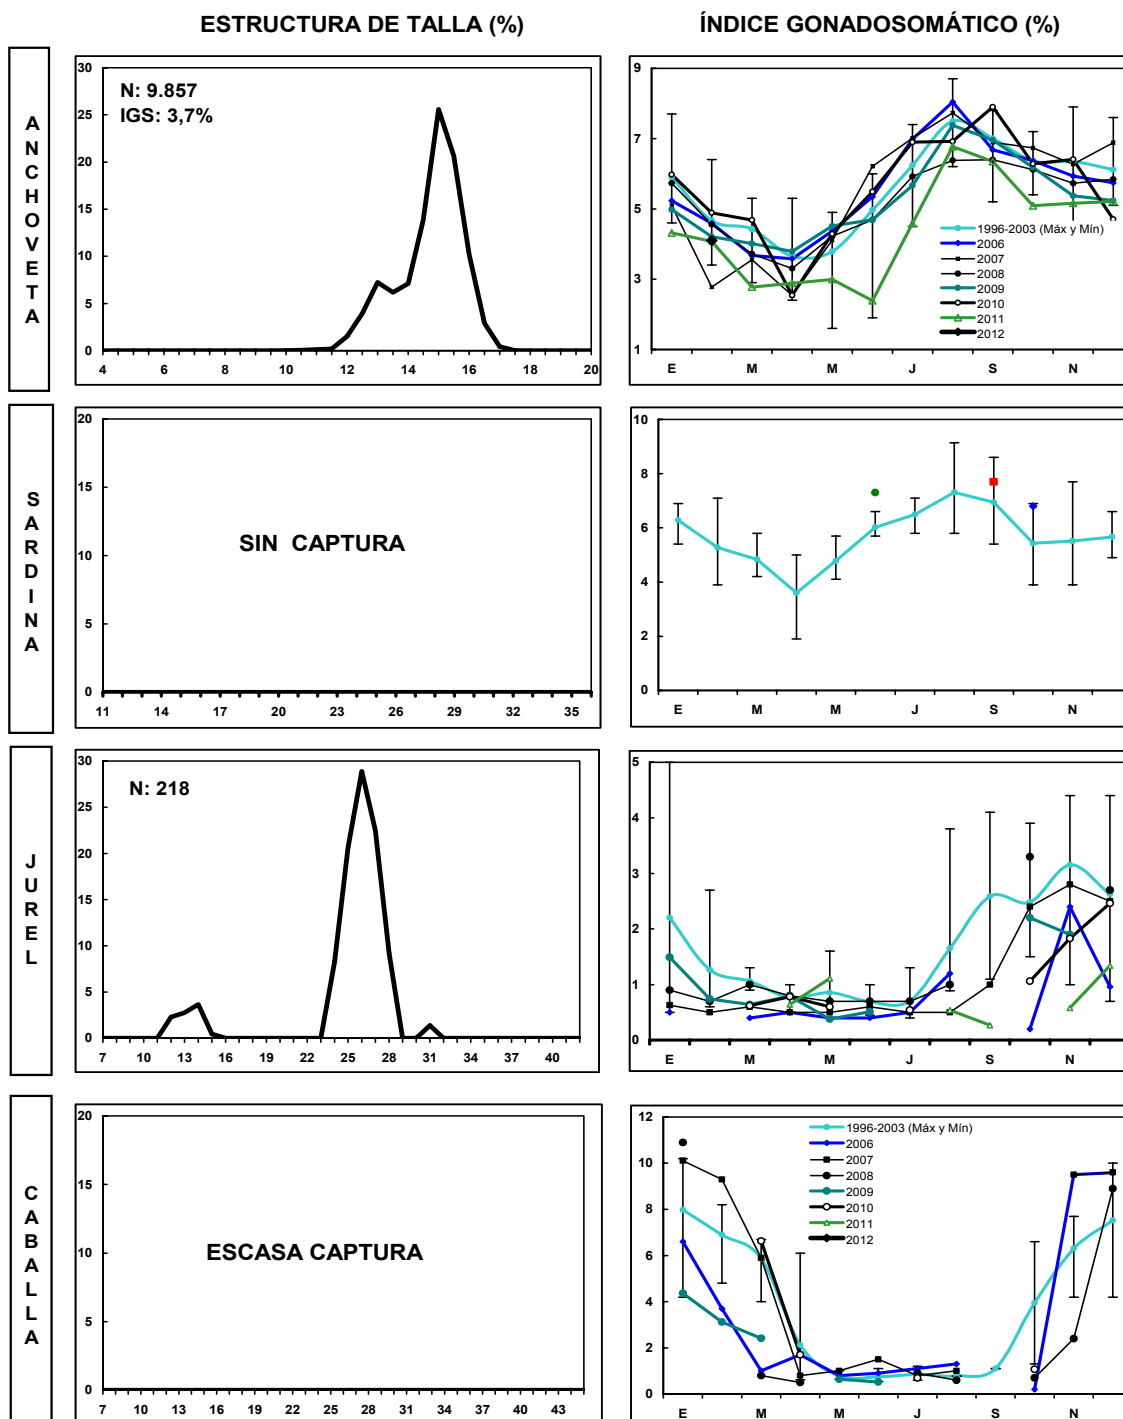 ESTRUCTURA DE TALLA (%)
ÍNDICE GONADOSOMÁTICO (%)
ANCHOVETA
N: 9.857
IGS: 3,7%
30
25
20
15
10
5
0
4 6 8 10 12 14 16 18 20
9
7
5
3
1
E M M J S N
1996-2003 (Máx y Mín)
2006
2007
2008
2009
2010
2011
2012
SARDINA
20
15
10
5
0
SIN CAPTURA
11 14 17 20 23 26 29 32 35
10
8
6
4
2
0
E M M J S N
JUREL
N: 218
30
25
20
15
10
5
0
7 10 13 16 19 22 25 28 31 34 37 40
5
4
3
2
1
0
E M M J S N
CABALLA
20
15
10
5
0
ESCASA CAPTURA
7 10 13 16 19 22 25 28 31 34 37 40 43
12
10
8
6
4
2
0
1996-2003 (Máx y Mín)
2006
2007
2008
2009
2010
2011
2012
E M M J S N